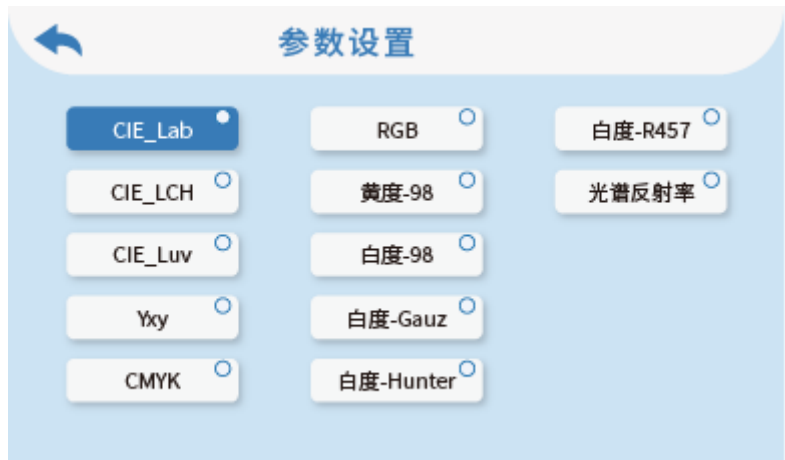 参数设置
CIE_Lab
RGB
白度-R457
CIE_LCH
黄度-98
光谱反射率
CIE_Luv
白度-98
Yxy
白度-Gauz
CMYK
白度-Hunter